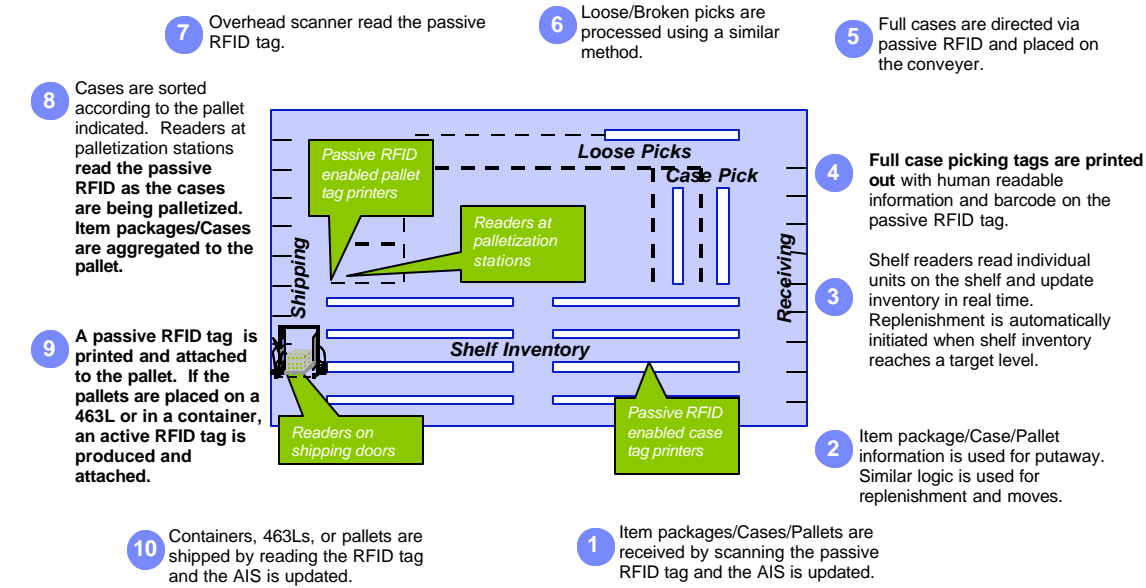 7
Overhead scanner read the passive
RFID tag.
6
Loose/Broken picks are
processed using a similar
method.
5
Full cases are directed via
passive RFID and placed on
the conveyer.
8
Cases are sorted
according to the pallet
indicated. Readers at
palletization stations
read the passive
RFID as the cases
are being palletized.
Item packages/Cases
are aggregated to the
pallet.
Passive RFID
enabled pallet
tag printers
Loose Picks
Case Pick
Readers at
palletization
stations
Shipping
Receiving
Shelf Inventory
Readers on
shipping doors
Passive RFID
enabled case
tag printers
4
Full case picking tags are printed
out with human readable
information and barcode on the
passive RFID tag.
3
Shelf readers read individual
units on the shelf and update
inventory in real time.
Replenishment is automatically
initiated when shelf inventory
reaches a target level.
9
A passive RFID tag is
printed and attached
to the pallet. If the
pallets are placed on a
463L or in a container,
an active RFID tag is
produced and
attached.
2
Item package/Case/Pallet
information is used for putaway.
Similar logic is used for
replenishment and moves.
10
Containers, 463Ls, or pallets are
shipped by reading the RFID tag
and the AIS is updated.
1
Item packages/Cases/Pallets are
received by scanning the passive
RFID tag and the AIS is updated.